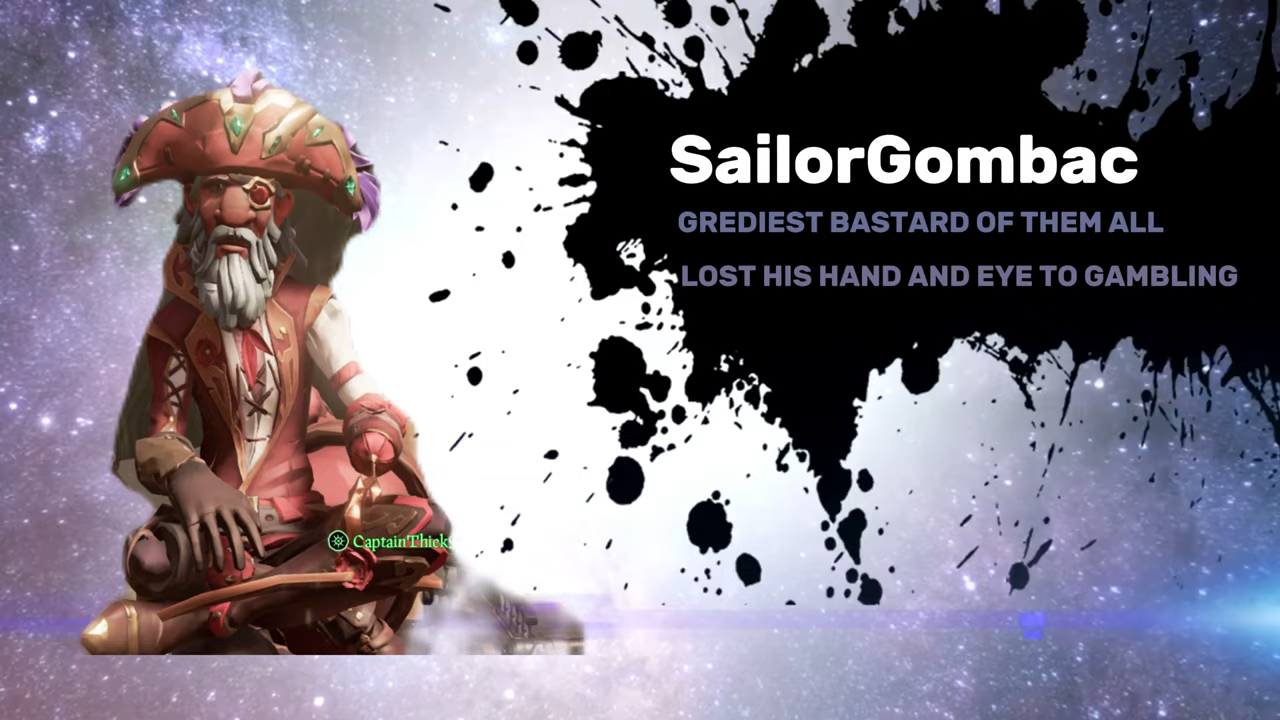 SailorGombac
GREDIEST BASTARD OF THEM ALL
LOST HIS HAND AND EYE TO GAMBLING
CaptainThick